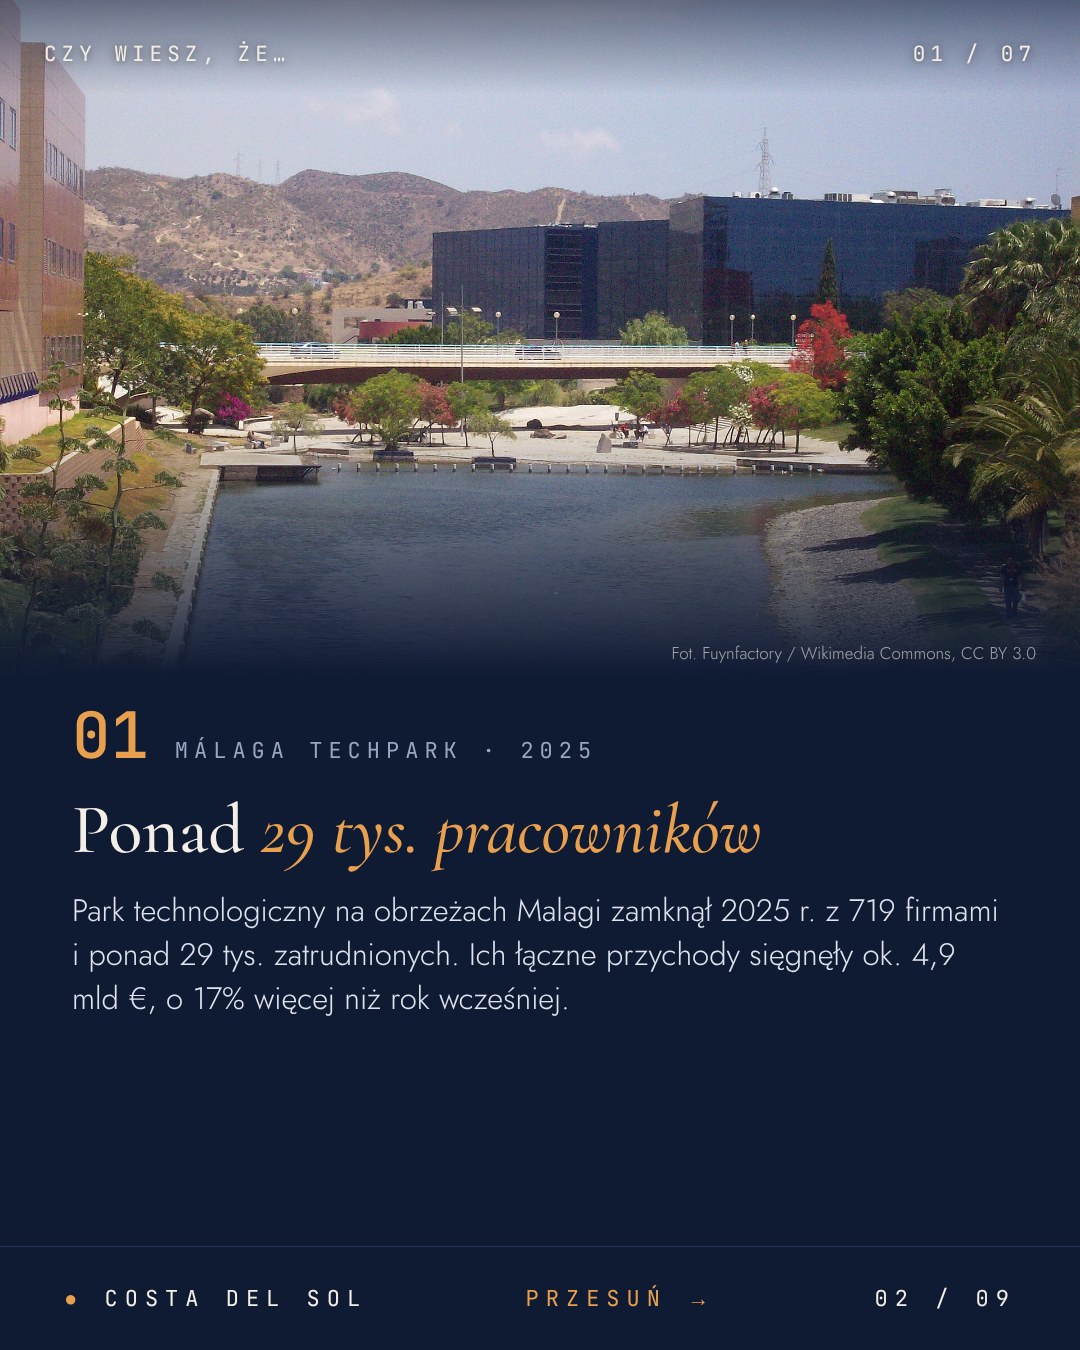 CZY WIESZ, ŻE…
01 / 07
Fot. Fuynfactory / Wikimedia Commons, CC BY 3.0
01 MÁLAGA TECHPARK · 2025
Ponad 29 tys. pracowników
Park technologiczny na obrzeżach Malagi zamknął 2025 r. z 719 firmami
i ponad 29 tys. zatrudnionych. Ich łączne przychody sięgnęły ok. 4,9
mld €, o 17% więcej niż rok wcześniej.
● COSTA DEL SOL
PRZESUŃ →
02 / 09